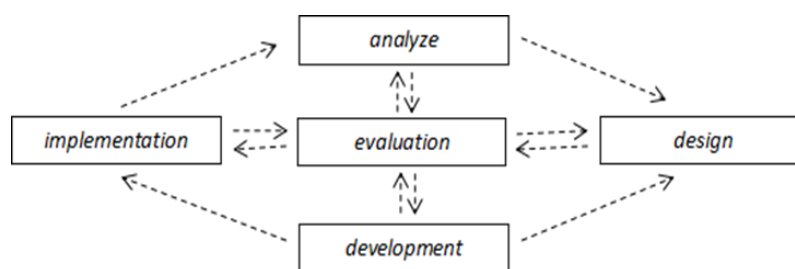 analyze
implementation
evaluation
design
development